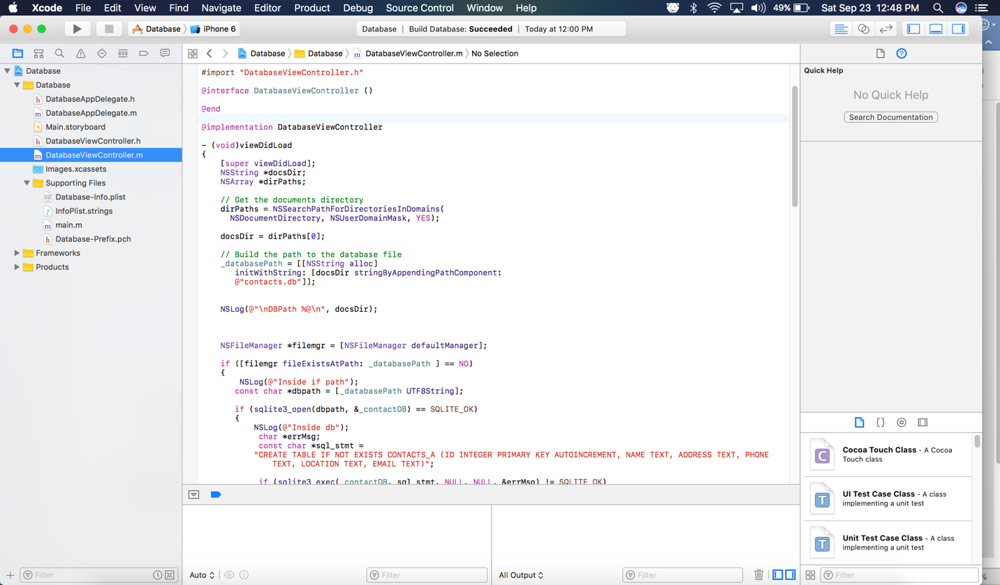 Xcode File Edit View Find Navigate Editor Product Debug Source Control Window Help 49% Sat Sep 23 12:48 PM
Database iPhone 6 Database | Build Database: Succeeded | Today at 12:00 PM
Database Database DatabaseViewController.m No Selection
Database
Database
DatabaseAppDelegate.h
DatabaseAppDelegate.m
Main.storyboard
DatabaseViewController.h
DatabaseViewController.m
Images.xcassets
Supporting Files
Database-Info.plist
InfoPlist.strings
main.m
Database-Prefix.pch
Frameworks
Products
Filter
#import "DatabaseViewController.h"
@interface DatabaseViewController ()
@end
@implementation DatabaseViewController
- (void)viewDidLoad
{
[super viewDidLoad];
NSString *docsDir;
NSArray *dirPaths;
// Get the documents directory
dirPaths = NSSearchPathForDirectoriesInDomains(
NSDocumentDirectory, NSUserDomainMask, YES);
docsDir = dirPaths[0];
// Build the path to the database file
_databasePath = [[NSString alloc]
initWithString: [docsDir stringByAppendingPathComponent:
@"contacts.db"]];
NSLog(@"\nDBPath %@\n", docsDir);
NSFileManager *filemgr = [NSFileManager defaultManager];
if ([filemgr fileExistsAtPath: _databasePath ] == NO)
{
NSLog(@"Inside if path");
const char *dbpath = [_databasePath UTF8String];
if (sqlite3_open(dbpath, &_contactDB) == SQLITE_OK)
{
NSLog(@"Inside db");
char *errMsg;
const char *sql_stmt =
"CREATE TABLE IF NOT EXISTS CONTACTS_A (ID INTEGER PRIMARY KEY AUTOINCREMENT, NAME TEXT, ADDRESS TEXT, PHONE
TEXT, LOCATION TEXT, EMAIL TEXT)";
if (sqlite3_exec(_contactDB, sql_stmt, NULL, NULL, &errMsg) != SQLITE_OK)
Auto Filter
All Output Filter
Quick Help
No Quick Help
Search Documentation
{}
C Cocoa Touch Class - A Cocoa
Touch class
T UI Test Case Class - A class
implementing a unit test
T Unit Test Case Class - A class
implementing a unit test
Filter
%